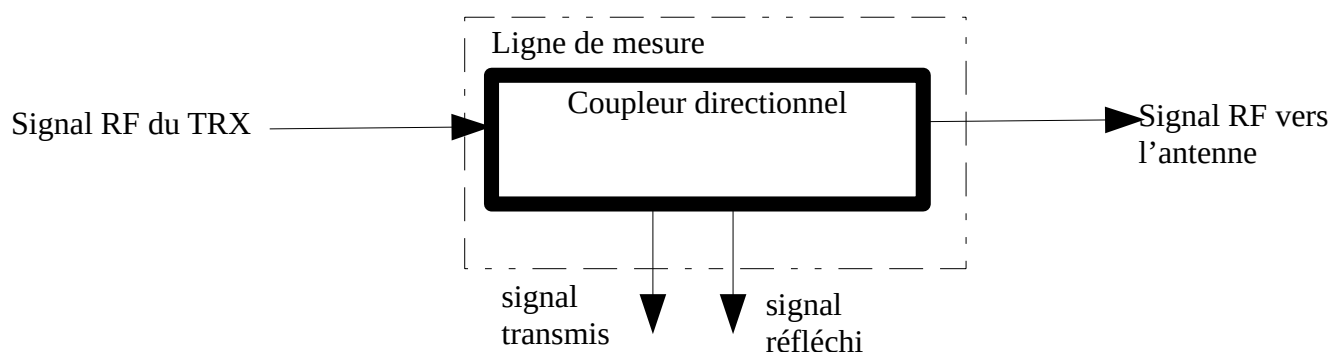 Ligne de mesure
Coupleur directionnel
Signal RF du TRX
Signal RF vers
l’antenne
signal
transmis
signal
réfléchi